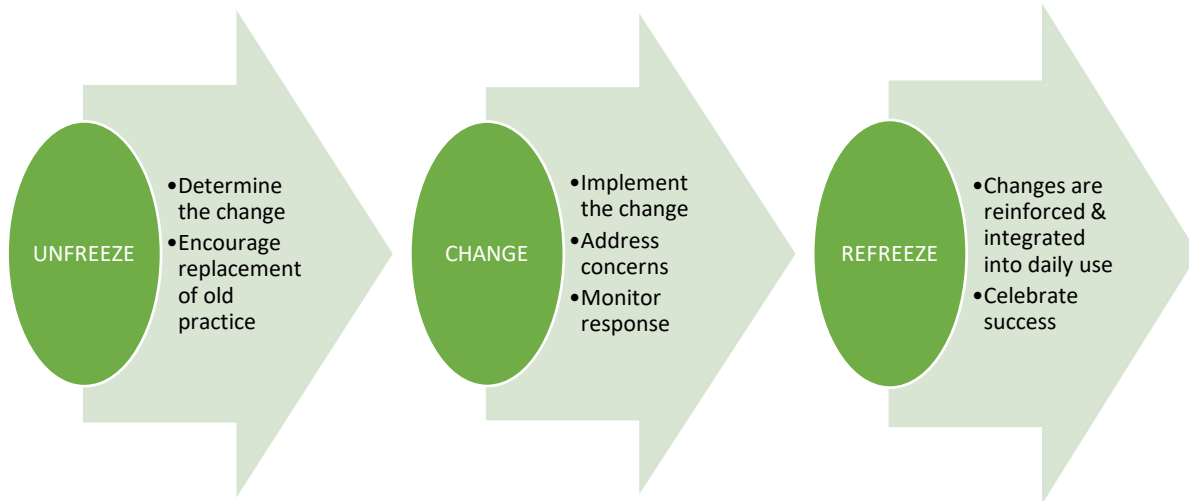 UNFREEZE
•Determine
the change
•Encourage
replacement
of old
practice
CHANGE
•Implement
the change
•Address
concerns
•Monitor
response
REFREEZE
•Changes are
reinforced &
integrated
into daily use
•Celebrate
success